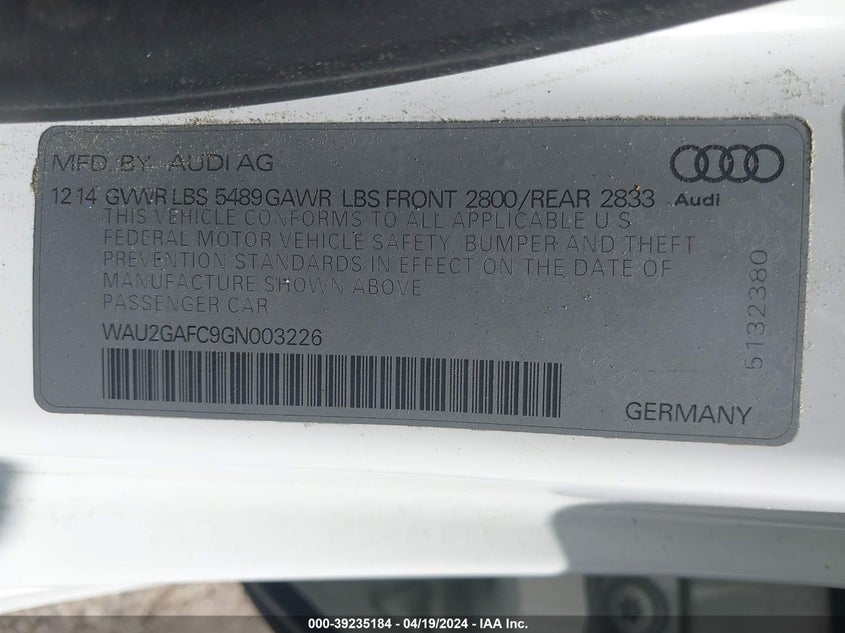 MFD. BY. AUDI AG
12 14 GVWR LBS 5489 GAWR LBS FRONT 2800/REAR 2833 Audi
THIS VEHICLE CONFORMS TO ALL APPLICABLE U S
FEDERAL MOTOR VEHICLE SAFETY, BUMPER AND THEFT
PREVENTION STANDARDS IN EFFECT ON THE DATE OF
MANUFACTURE SHOWN ABOVE
PASSENGER CAR
WAU2GAFC9GN003226
5132380
GERMANY
000-39235184 - 04/19/2024 - IAA Inc.